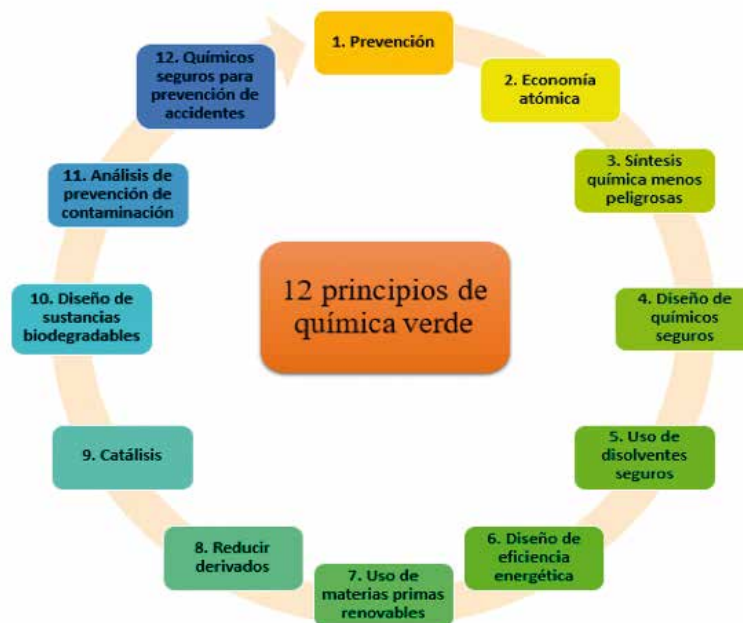 1. Prevención
2. Economía
atómica
3. Síntesis
química menos
peligrosas
4. Diseño de
químicos
seguros
5. Uso de
disolventes
seguros
6. Diseño de
eficiencia
energética
7. Uso de
materias primas
renovables
8. Reducir
derivados
9. Catálisis
10. Diseño de
sustancias
biodegradables
11. Análisis de
prevención de
contaminación
12. Químicos
seguros para
prevención de
accidentes
12 principios de
química verde